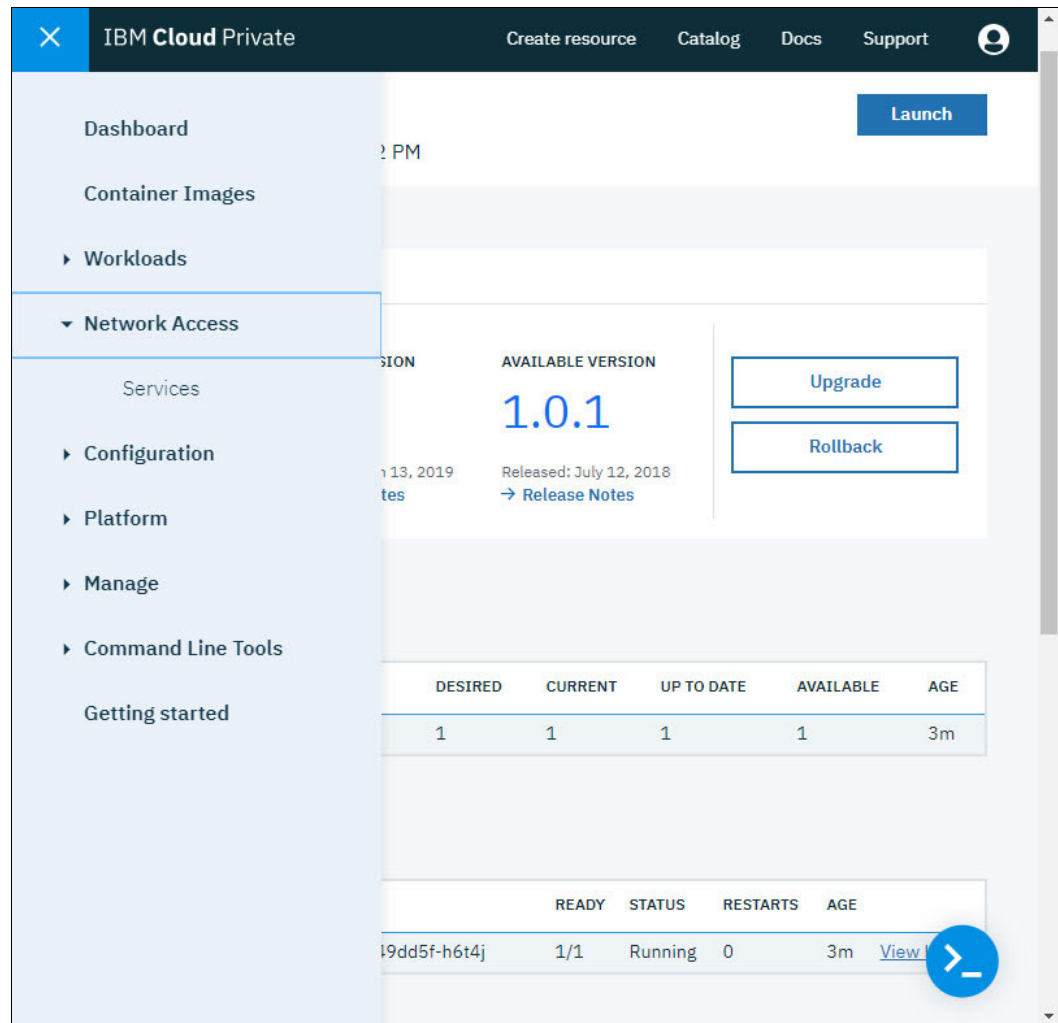 IBM Cloud Private
Create resource Catalog Docs Support
Launch
Dashboard
2 PM
Container Images
Workloads
Network Access
Services
Configuration
Platform
Manage
Command Line Tools
Getting started
AVAILABLE VERSION
1.0.1
13, 2019
Released: July 12, 2018
→ Release Notes
Upgrade
Rollback
DESIRED CURRENT UP TO DATE AVAILABLE AGE
1 1 1 1 3m
READY STATUS RESTARTS AGE
49dd5f-h6t4j 1/1 Running 0 3m View